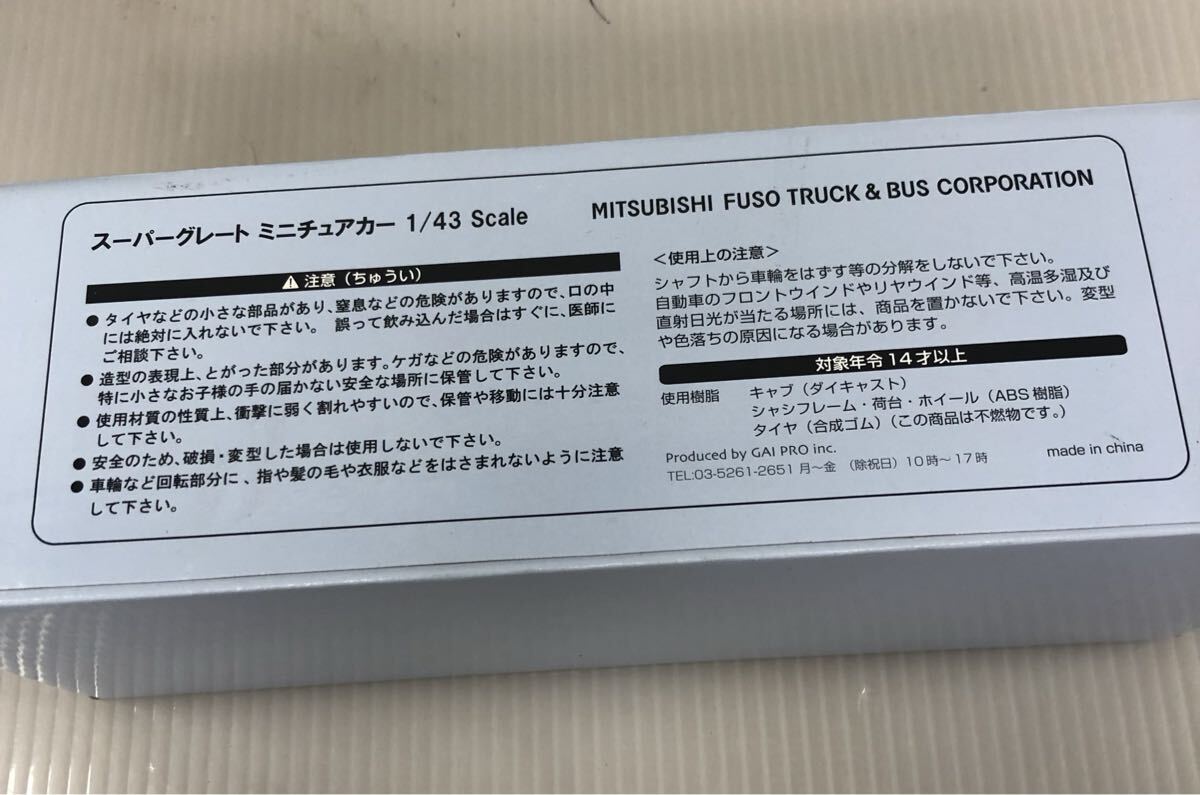 スーパーグレート ミニチュアカー 1/43 Scale
MITSUBISHI FUSO TRUCK & BUS CORPORATION
⚠ 注意（ちゅうい）
● タイヤなどの小さな部品があり、窒息などの危険がありますので、口の中
には絶対に入れないで下さい。 誤って飲み込んだ場合はすぐに、医師に
ご相談下さい。
● 造型の表現上、とがった部分があります。ケガなどの危険がありますので、
特に小さなお子様の手の届かない安全な場所に保管して下さい。
● 使用材質の性質上、衝撃に弱く割れやすいので、保管や移動には十分注意
して下さい。
● 安全のため、破損・変型した場合は使用しないで下さい。
● 車輪など回転部分に、指や髪の毛や衣服などをはさまれないように注意
して下さい。
＜使用上の注意＞
シャフトから車輪をはずす等の分解をしないで下さい。
自動車のフロントウインドやリヤウインド等、高温多湿及び
直射日光が当たる場所には、商品を置かないで下さい。変型
や色落ちの原因になる場合があります。
対象年令14才以上
使用樹脂 キャブ（ダイキャスト）
シャシフレーム・荷台・ホイール（ABS樹脂）
タイヤ（合成ゴム）（この商品は不燃物です。）
Produced by GAI PRO inc.
TEL:03-5261-2651 月〜金 （除祝日）10時〜17時
made in china